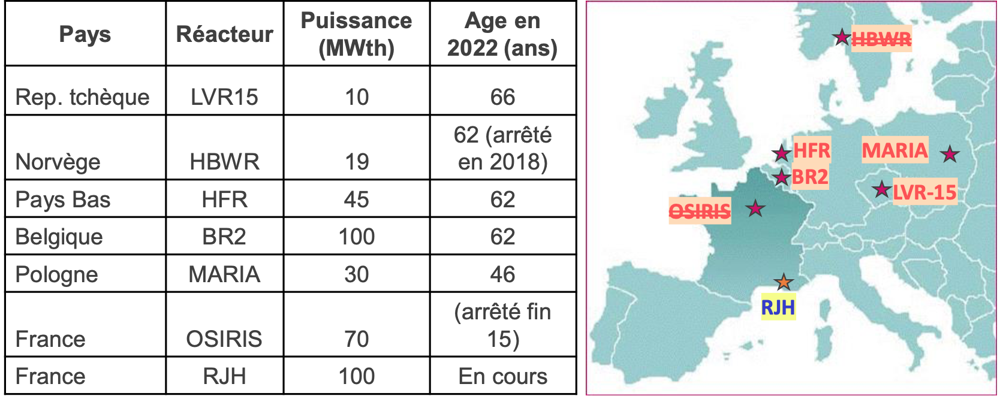 Pays Réacteur Puissance (MWth) Age en 2022 (ans)
Rep. tchèque LVR15 10 66
Norvège HBWR 19 62 (arrêté en 2018)
Pays Bas HFR 45 62
Belgique BR2 100 62
Pologne MARIA 30 46
France OSIRIS 70 (arrêté fin 15)
France RJH 100 En cours
HBWR
HFR
MARIA
BR2
LVR-15
OSIRIS
RJH